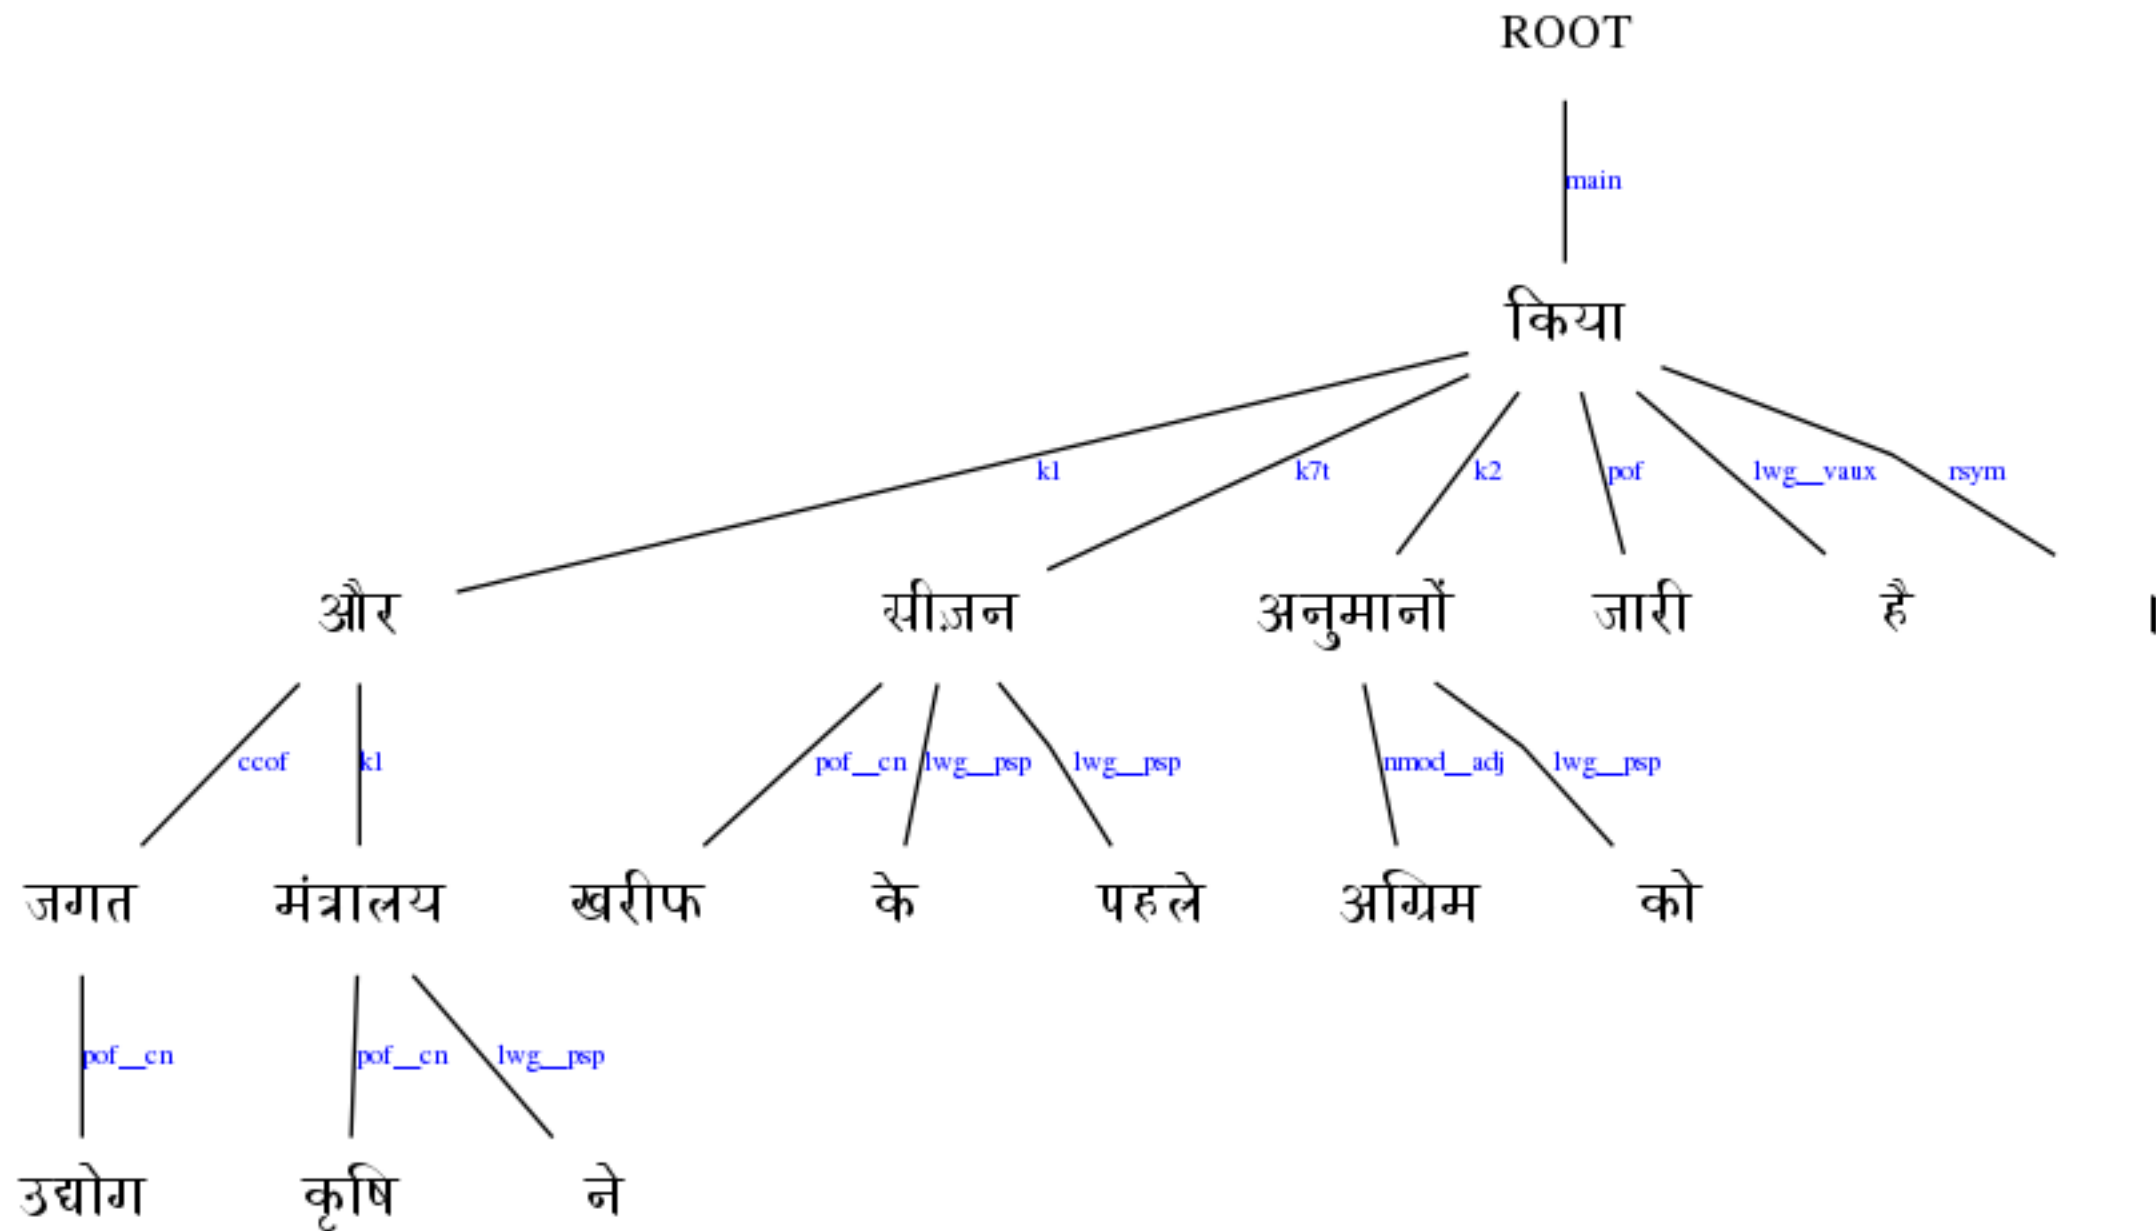 ROOT
main
किया
k1 k7t k2 pof lwg__vaux rsym
और सीज़न अनुमानों जारी है ।
ccof k1 pof__cn lwg__psp lwg__psp nmod__adj lwg__psp
जगत मंत्रालय खरीफ के पहले अग्रिम को
pof__cn pof__cn lwg__psp
उद्योग कृषि ने